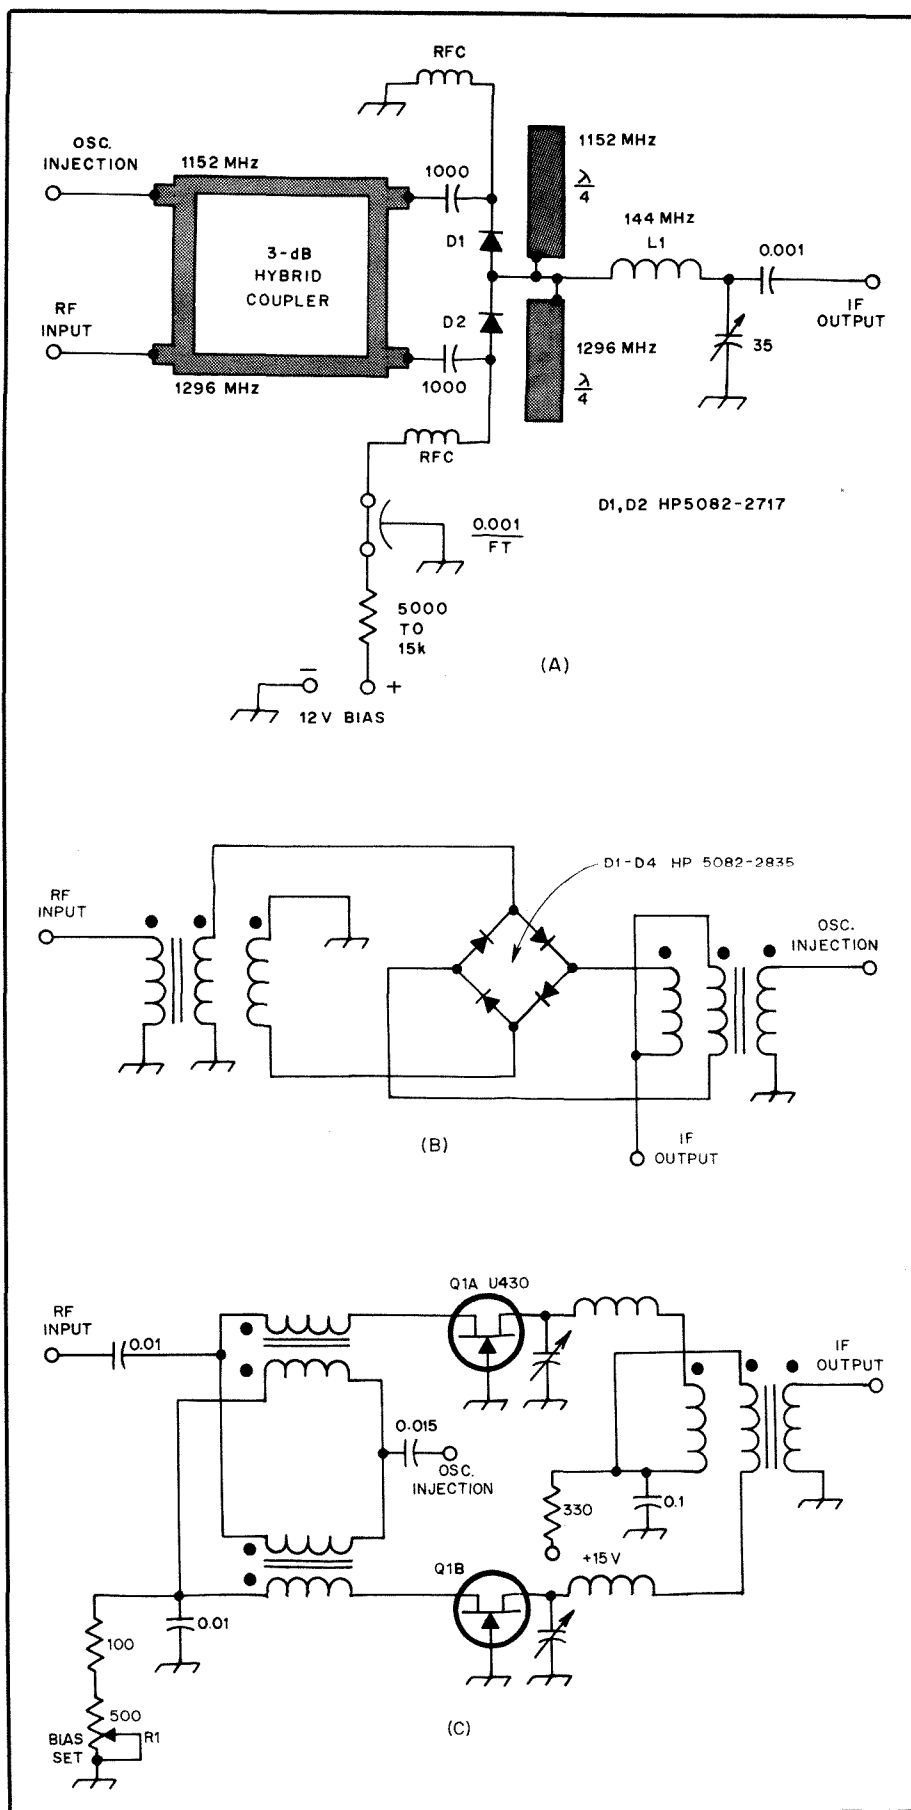 RFC
OSC.
INJECTION
1152 MHz
1152 MHz
1000
λ/4
144 MHz
L1
0.001
D1
3-dB
HYBRID
COUPLER
RF
INPUT
D2
IF
OUTPUT
35
1296 MHz
λ/4
1296 MHz
1000
RFC
D1,D2 HP5082-2717
0.001
FT
5000
TO
15k
(A)
− +
12V BIAS
D1-D4 HP 5082-2835
RF
INPUT
OSC.
INJECTION
(B)
IF
OUTPUT
Q1A U430
RF
INPUT
0.01
IF
OUTPUT
0.015
OSC.
INJECTION
330
0.1
+15V
Q1B
0.01
100
500
BIAS
SET
R1
(C)